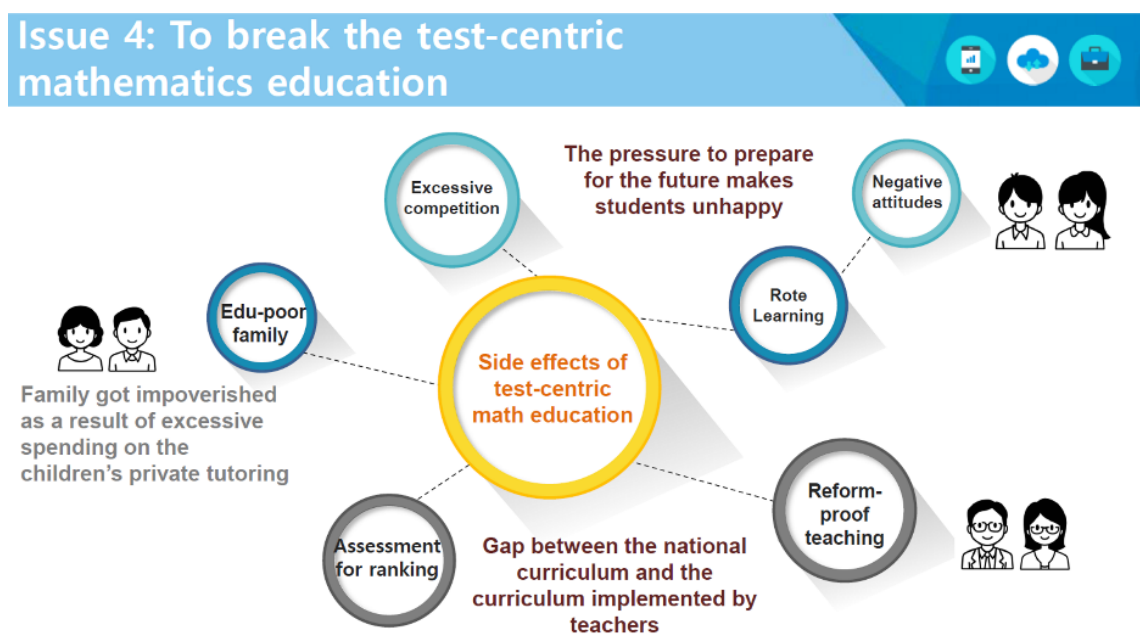 Issue 4: To break the test-centric
mathematics education
Excessive
competition
The pressure to prepare
for the future makes
students unhappy
Negative
attitudes
Edu-poor
family
Rote
Learning
Side effects of
test-centric
math education
Family got impoverished
as a result of excessive
spending on the
children’s private tutoring
Reform-
proof
teaching
Assessment
for ranking
Gap between the national
curriculum and the
curriculum implemented by
teachers